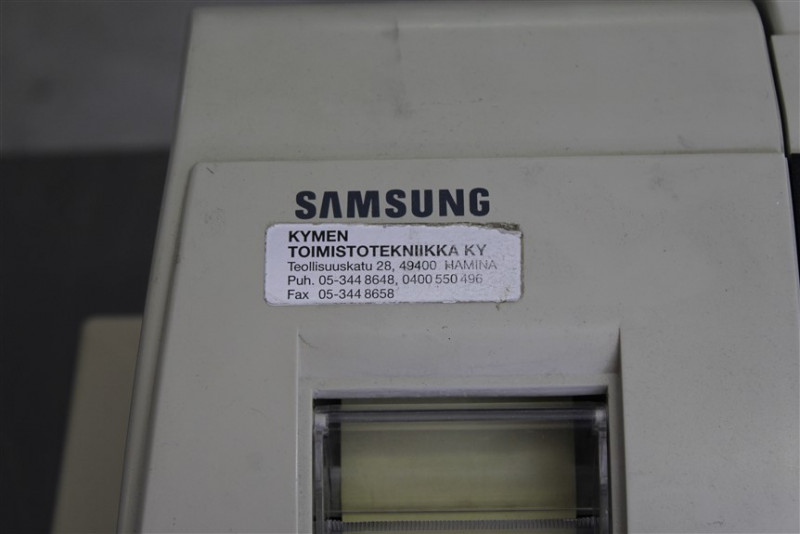 SAMSUNG
KYMEN
TOIMISTOTEKNIIKKA KY
Teollisuuskatu 28, 49400 HAMINA
Puh. 05-344 8648, 0400 550 496
Fax 05-344 8658